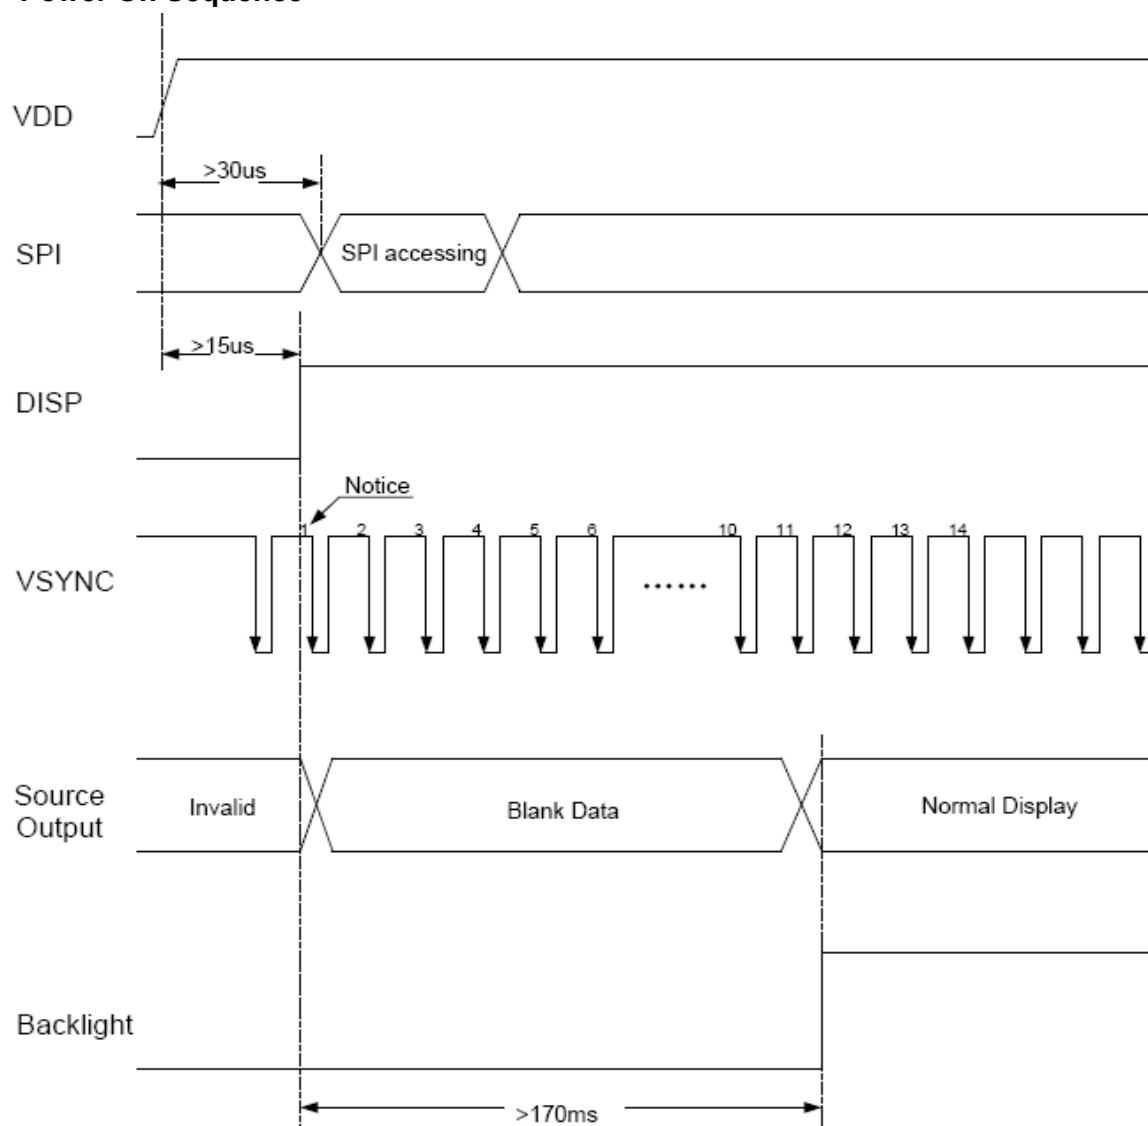 Power On Sequence
VDD
>30us
SPI
SPI accessing
>15us
DISP
Notice
1 2 3 4 5 6 10 11 12 13 14
VSYNC
......
Source
Output
Invalid
Blank Data
Normal Display
Backlight
>170ms